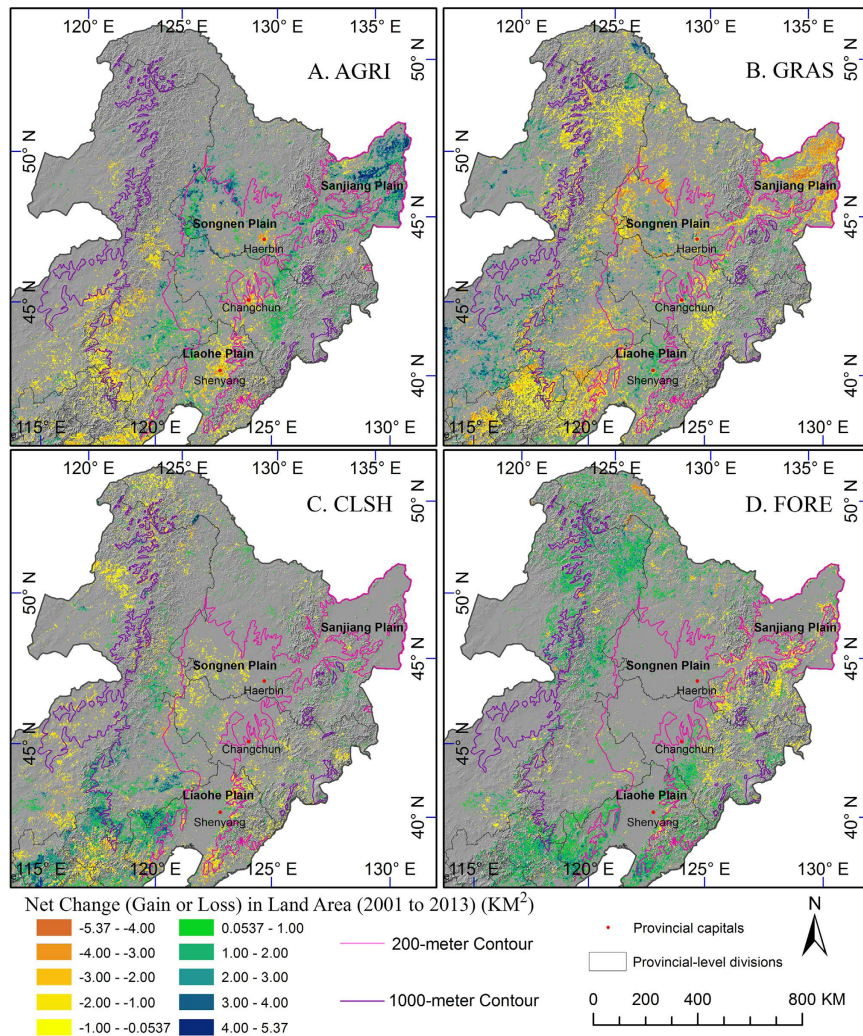 120° E 125° E 130° E 135° E
120° E 125° E 130° E 135° E
50° N
50° N
A. AGRI
B. GRAS
50° N
50° N
Sanjiang Plain
Sanjiang Plain
45° N
45° N
Songnen Plain
Songnen Plain
Haerbin
Haerbin
45° N
45° N
Changchun
Changchun
Liaohe Plain
Liaohe Plain
Shenyang
Shenyang
40° N
40° N
115° E 120° E 125° E 130° E
115° E 120° E 125° E 130° E
120° E 125° E 130° E 135° E
120° E 125° E 130° E 135° E
50° N
50° N
C. CLSH
D. FORE
50° N
50° N
Sanjiang Plain
Sanjiang Plain
45° N
45° N
Songnen Plain
Songnen Plain
Haerbin
Haerbin
45° N
45° N
Changchun
Changchun
Liaohe Plain
Liaohe Plain
Shenyang
Shenyang
40° N
40° N
115° E 120° E 125° E 130° E
115° E 120° E 125° E 130° E
Net Change (Gain or Loss) in Land Area (2001 to 2013) (KM²)
-5.37 - -4.00
-4.00 - -3.00
-3.00 - -2.00
-2.00 - -1.00
-1.00 - -0.0537
0.0537 - 1.00
1.00 - 2.00
2.00 - 3.00
3.00 - 4.00
4.00 - 5.37
200-meter Contour
1000-meter Contour
Provincial capitals
Provincial-level divisions
N
0 200 400 600 800 KM